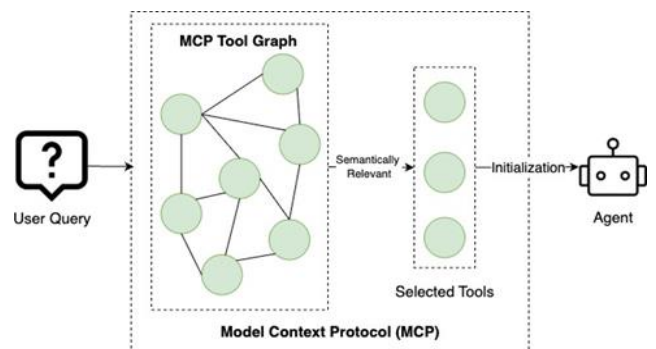 MCP Tool Graph
?
User Query
Semantically
Relevant
Initialization
Agent
Selected Tools
Model Context Protocol (MCP)